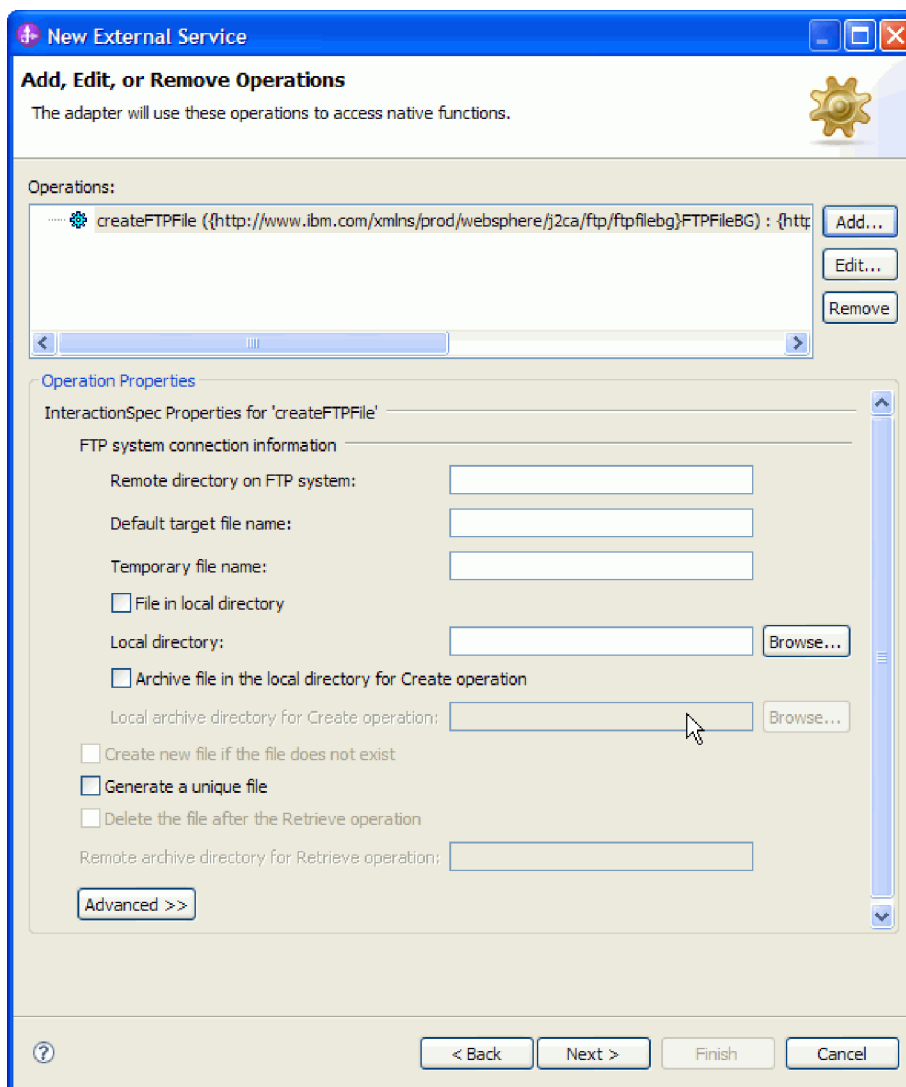 New External Service
Add, Edit, or Remove Operations
The adapter will use these operations to access native functions.
Operations:
createFTPFile ({http://www.ibm.com/xmlns/prod/websphere/j2ca/ftp/ftpfilebg}FTPFileBG) : {http
Add...
Edit...
Remove
Operation Properties
InteractionSpec Properties for 'createFTPFile'
FTP system connection information
Remote directory on FTP system:
Default target file name:
Temporary file name:
File in local directory
Local directory:
Browse...
Archive file in the local directory for Create operation
Local archive directory for Create operation:
Browse...
Create new file if the file does not exist
Generate a unique file
Delete the file after the Retrieve operation
Remote archive directory for Retrieve operation:
Advanced >>
?
< Back
Next >
Finish
Cancel